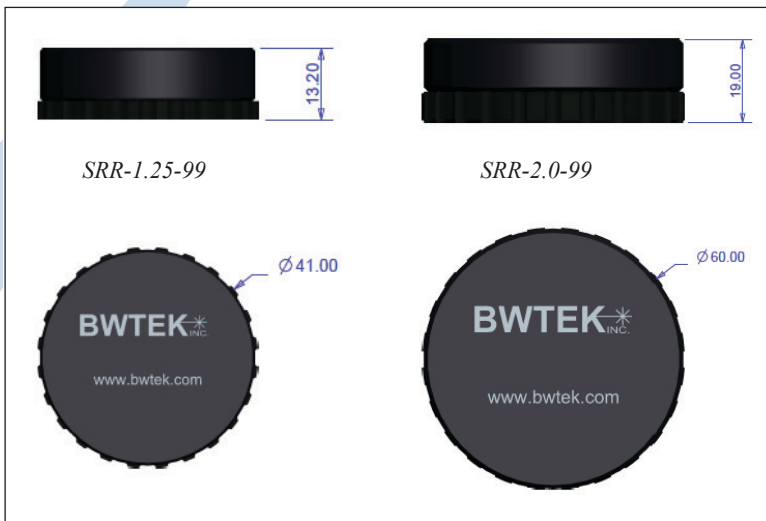 13.20
19.00
SRR-1.25-99
SRR-2.0-99
Ø41.00
Ø60.00
BWTEK INC.
www.bwtek.com
BWTEK INC.
www.bwtek.com